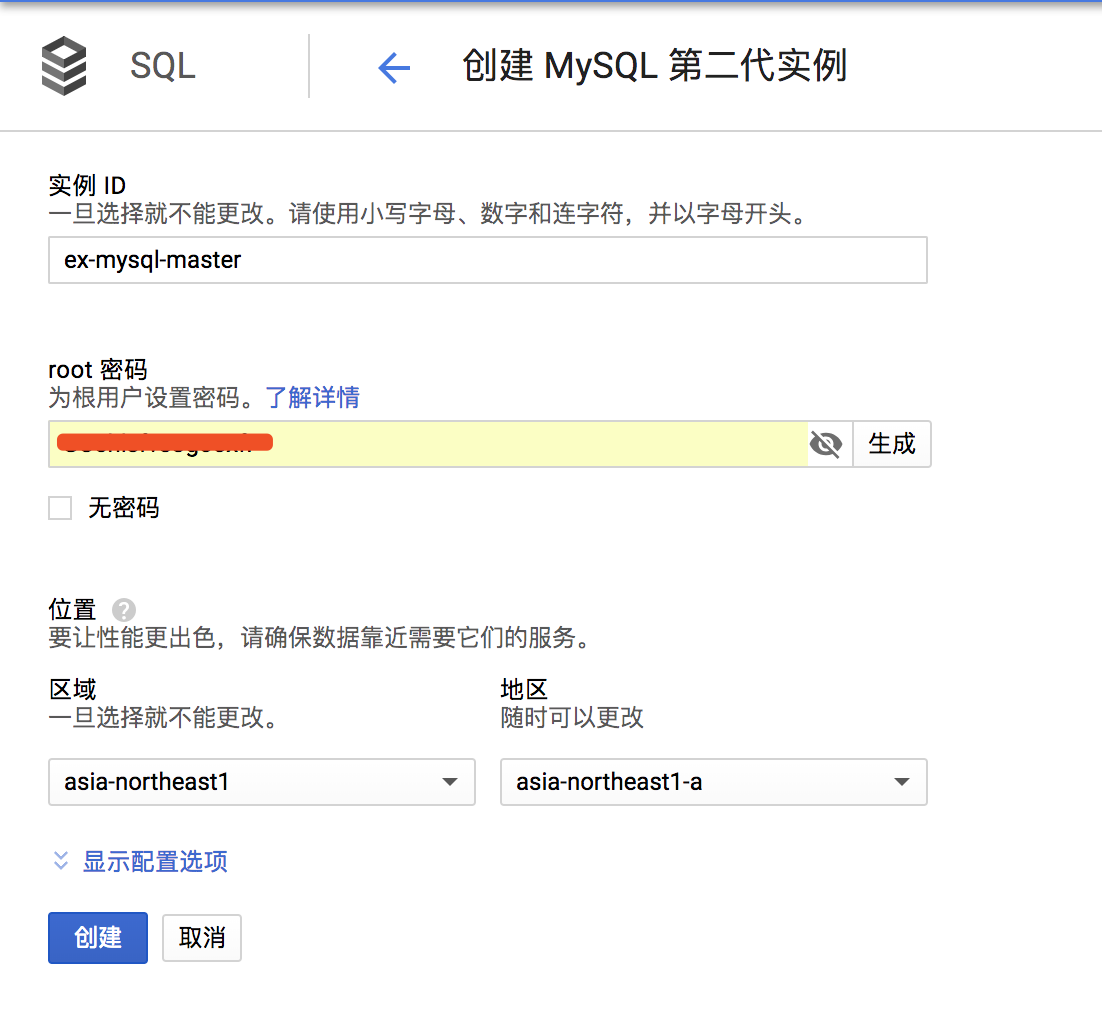 SQL
创建 MySQL 第二代实例
实例 ID
一旦选择就不能更改。请使用小写字母、数字和连字符，并以字母开头。
ex-mysql-master
root 密码
为根用户设置密码。了解详情
生成
无密码
位置 ?
要让性能更出色，请确保数据靠近需要它们的服务。
区域
一旦选择就不能更改。
asia-northeast1
地区
随时可以更改
asia-northeast1-a
显示配置选项
创建
取消